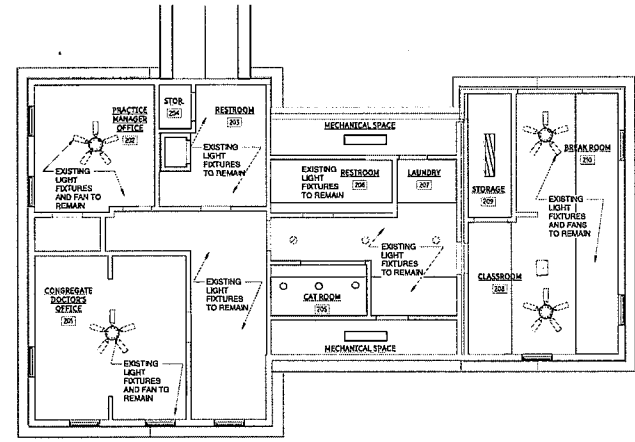 PRACTICE
MANAGER
OFFICE
202
EXISTING
LIGHT
FIXTURES
AND FAN TO
REMAIN
STOR.
204
RESTROOM
203
EXISTING
LIGHT
FIXTURES
TO REMAIN
MECHANICAL SPACE
EXISTING
LIGHT
FIXTURES
TO REMAIN
RESTROOM
206
LAUNDRY
207
STORAGE
209
BREAK ROOM
210
EXISTING
LIGHT
FIXTURES
AND FANS
TO REMAIN
EXISTING
LIGHT
FIXTURES
TO REMAIN
CLASSROOM
208
CONGREGATE
DOCTOR'S
OFFICE
201
EXISTING
LIGHT
FIXTURES
TO REMAIN
CAT ROOM
205
MECHANICAL SPACE
EXISTING
LIGHT
FIXTURES
AND FAN TO
REMAIN